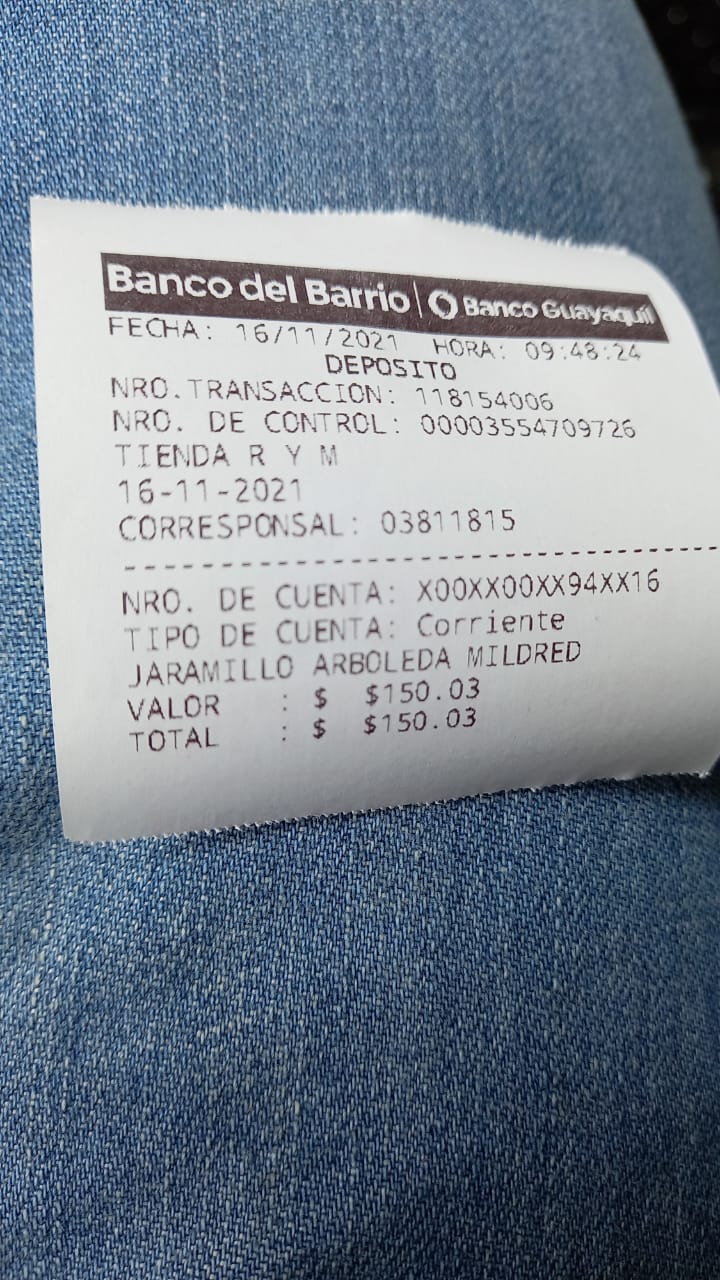 Banco del Barrio | Banco Guayaquil
FECHA: 16/11/2021 HORA: 09:48:24
DEPOSITO
NRO.TRANSACCION: 118154006
NRO. DE CONTROL: 00003554709726
TIENDA R Y M
16-11-2021
CORRESPONSAL: 03811815
--------------------------------------
NRO. DE CUENTA: X00XX00XX94XX16
TIPO DE CUENTA: Corriente
JARAMILLO ARBOLEDA MILDRED
VALOR : $ $150.03
TOTAL : $ $150.03